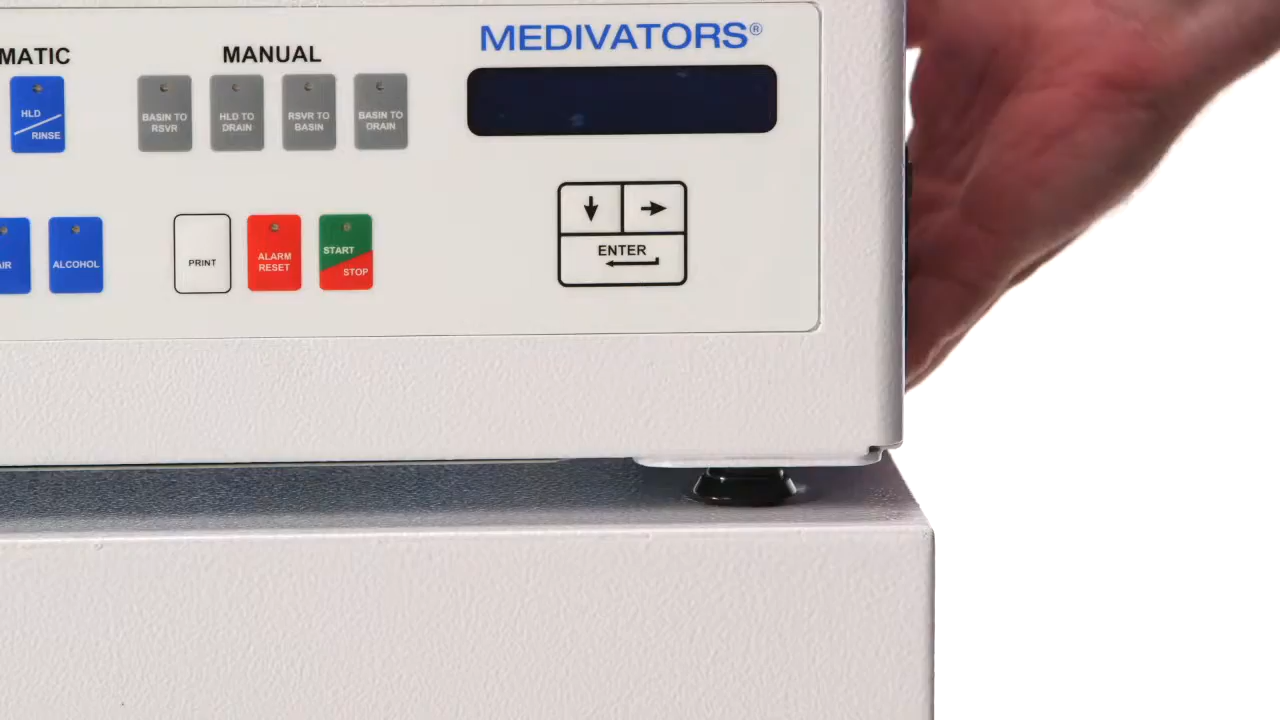 MEDIVATORS®
MATIC
MANUAL
HLD
RINSE
BASIN TO
RSVR
HLD TO
DRAIN
RSVR TO
BASIN
BASIN TO
DRAIN
IR
ALCOHOL
PRINT
ALARM
RESET
START
STOP
ENTER